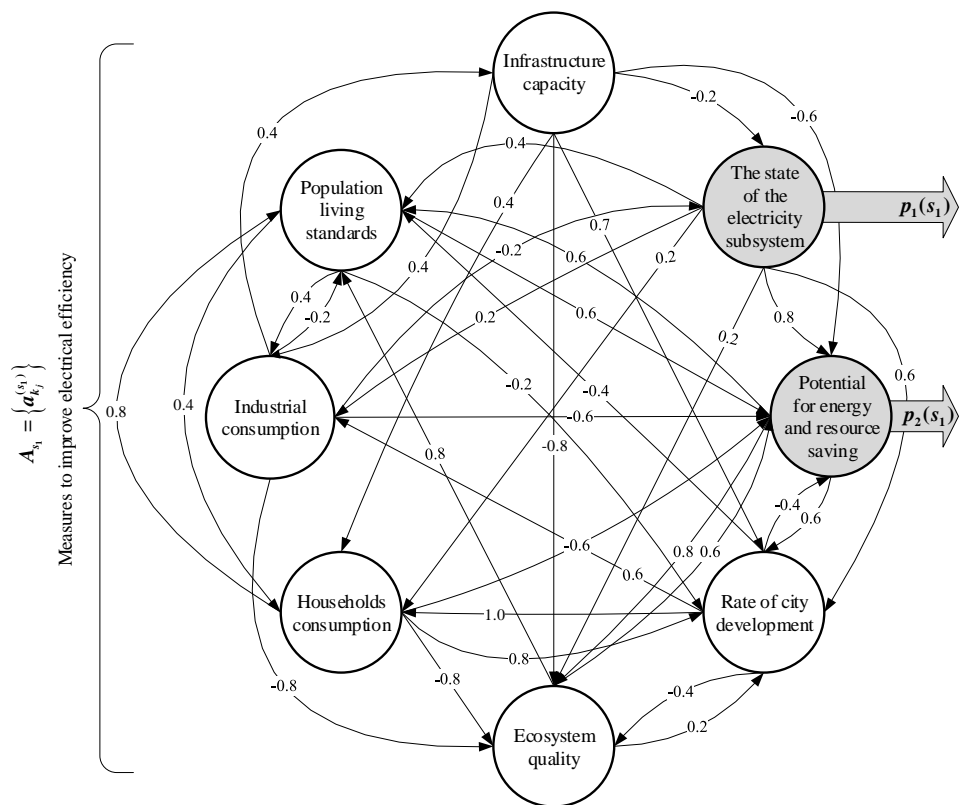 Infrastructure
capacity
-0.2
-0.6
0.4
0.4
Population
living
standards
0.4
The state
of the
electricity
subsystem
p₁(s₁)
0.7
-0.2
0.2
0.6
0.4
0.4
-0.2
0.2
0.6
0.8
0.2
A_{s₁} = {a_{k_j}^{(s₁)}}
Measures to improve electrical efficiency
0.8
0.4
-0.2
-0.4
0.6
Industrial
consumption
-0.6
Potential
for energy
and resource
saving
p₂(s₁)
0.8
-0.8
-0.4
0.6
-0.6
0.6
0.8
0.6
Households
consumption
1.0
Rate of city
development
0.8
-0.8
-0.8
-0.4
0.2
Ecosystem
quality